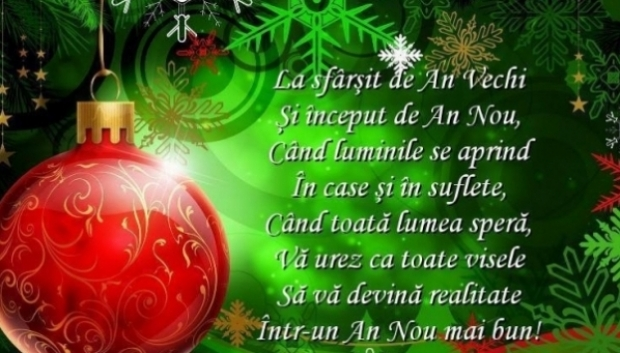 La sfârșit de An Vechi
Și început de An Nou,
Când luminile se aprind
În case și în suflete,
Când toată lumea speră,
Vă urez ca toate visele
Să vă devină realitate
Într-un An Nou mai bun!